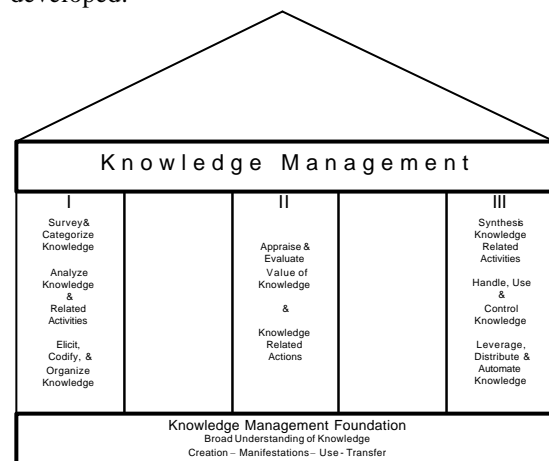 developed.
Knowledge Management
I
Survey &
Categorize
Knowledge
Analyze
Knowledge
&
Related
Activities
Elicit,
Codify, &
Organize
Knowledge
II
Appraise &
Evaluate
Value of
Knowledge
&
Knowledge
Related
Actions
III
Synthesis
Knowledge
Related
Activities
Handle, Use
&
Control
Knowledge
Leverage,
Distribute &
Automate
Knowledge
Knowledge Management Foundation
Broad Understanding of Knowledge
Creation – Manifestations – Use - Transfer